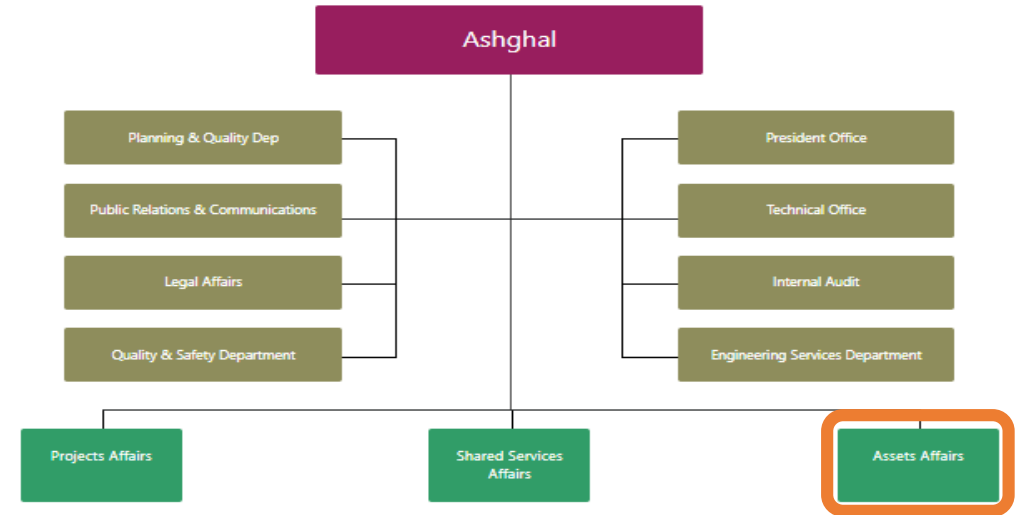 Ashghal
Planning & Quality Dep
President Office
Public Relations & Communications
Technical Office
Legal Affairs
Internal Audit
Quality & Safety Department
Engineering Services Department
Projects Affairs
Shared Services
Affairs
Assets Affairs